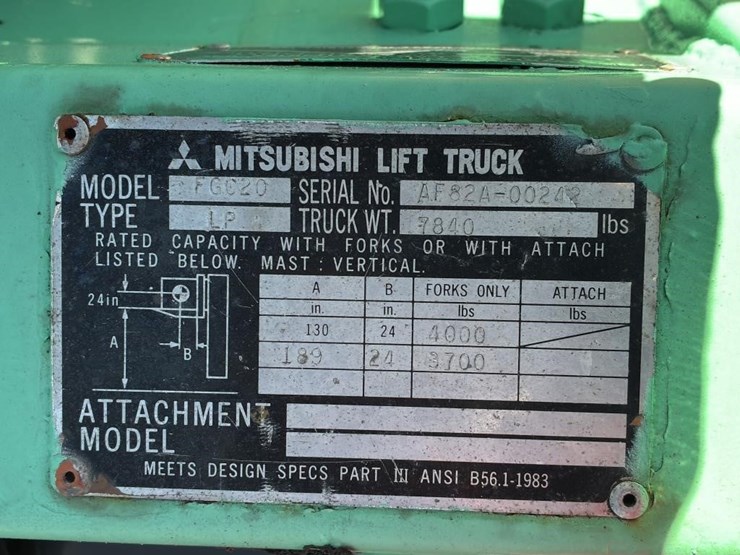 MITSUBISHI LIFT TRUCK
MODEL FGC20 SERIAL No. AF82A-00242
TYPE LP TRUCK WT. 7840 lbs
RATED CAPACITY WITH FORKS OR WITH ATTACH
LISTED BELOW. MAST : VERTICAL.
A B FORKS ONLY ATTACH
in. in. lbs lbs
130 24 4000
189 24 3700
24in
A
B
ATTACHMENT
MODEL
MEETS DESIGN SPECS PART III ANSI B56.1-1983